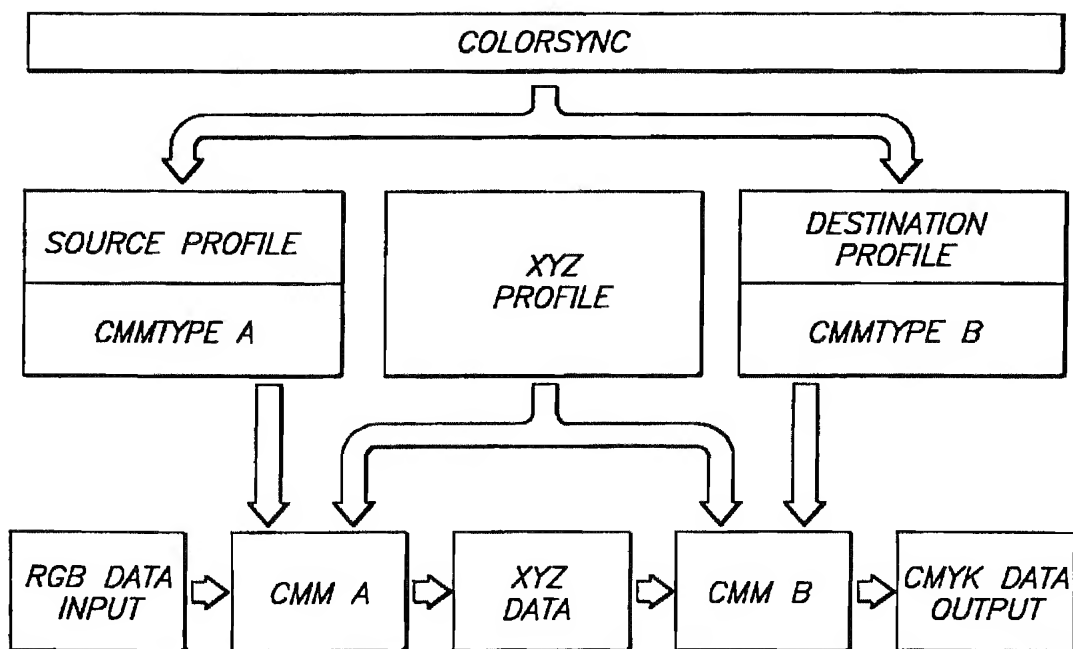 COLORSYNC
SOURCE PROFILE
CMMTYPE A
XYZ
PROFILE
DESTINATION
PROFILE
CMMTYPE B
RGB DATA
INPUT
CMM A
XYZ
DATA
CMM B
CMYK DATA
OUTPUT